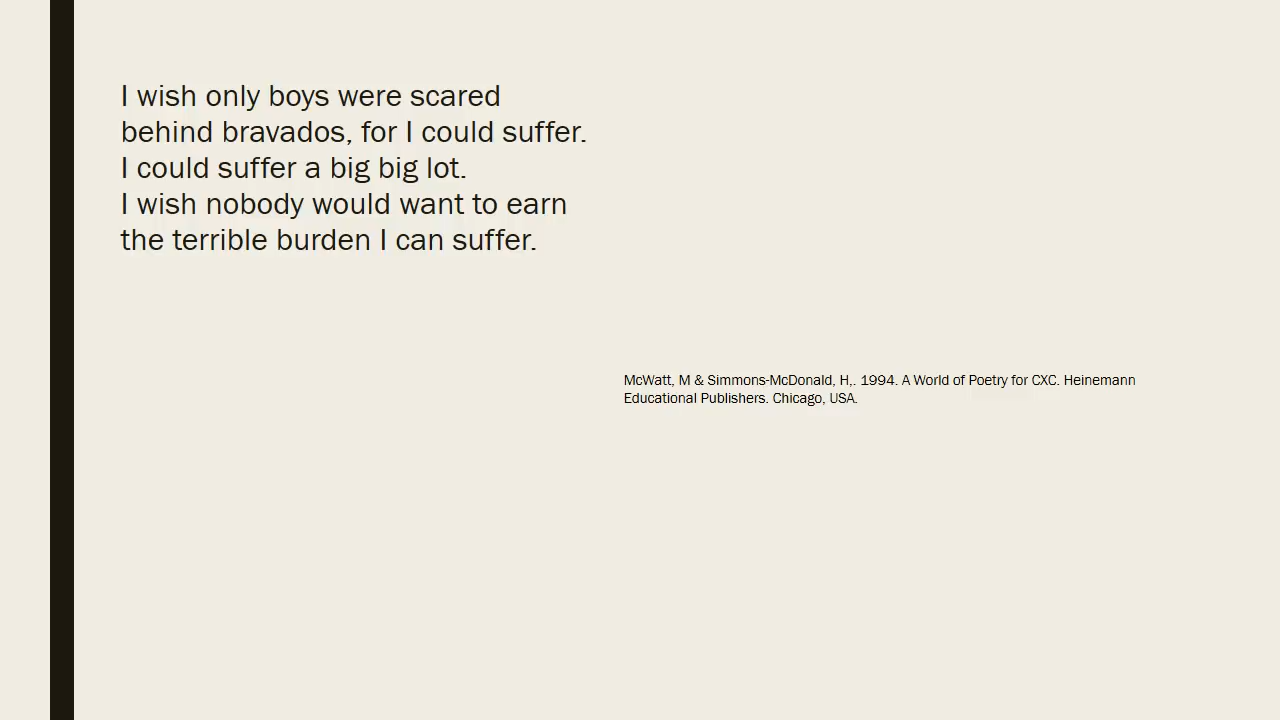 I wish only boys were scared
behind bravados, for I could suffer.
I could suffer a big big lot.
I wish nobody would want to earn
the terrible burden I can suffer.
McWatt, M & Simmons-McDonald, H,. 1994. A World of Poetry for CXC. Heinemann
Educational Publishers. Chicago, USA.